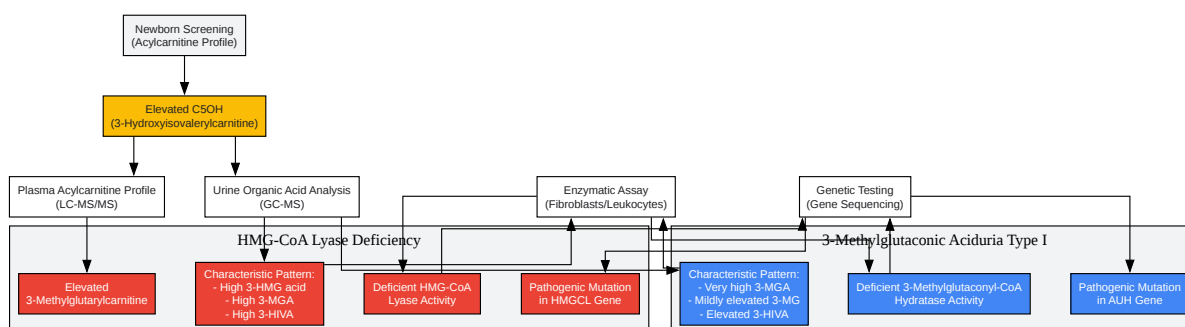 Newborn Screening
(Acylcarnitine Profile)
Elevated C5OH
(3-Hydroxyisovalerylcarnitine)
Plasma Acylcarnitine Profile
(LC-MS/MS)
Urine Organic Acid Analysis
(GC-MS)
Enzymatic Assay
(Fibroblasts/Leukocytes)
Genetic Testing
(Gene Sequencing)
HMG-CoA Lyase Deficiency
3-Methylglutaconic Aciduria Type I
Elevated
3-Methylglutarylcarnitine
Characteristic Pattern:
- High 3-HMG acid
- High 3-MGA
- High 3-HIVA
Deficient HMG-CoA
Lyase Activity
Pathogenic Mutation
in HMGCL Gene
Characteristic Pattern:
- Very high 3-MGA
- Mildly elevated 3-MG
- Elevated 3-HIVA
Deficient 3-Methylglutaconyl-CoA
Hydratase Activity
Pathogenic Mutation
in AUH Gene